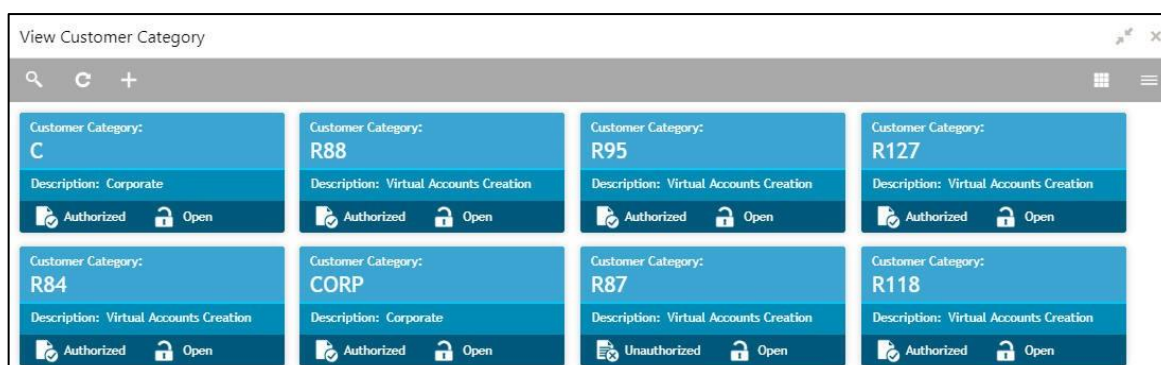 View Customer Category
Customer Category:
C
Description: Corporate
Authorized Open
Customer Category:
R88
Description: Virtual Accounts Creation
Authorized Open
Customer Category:
R95
Description: Virtual Accounts Creation
Authorized Open
Customer Category:
R127
Description: Virtual Accounts Creation
Authorized Open
Customer Category:
R84
Description: Virtual Accounts Creation
Authorized Open
Customer Category:
CORP
Description: Corporate
Authorized Open
Customer Category:
R87
Description: Virtual Accounts Creation
Unauthorized Open
Customer Category:
R118
Description: Virtual Accounts Creation
Authorized Open